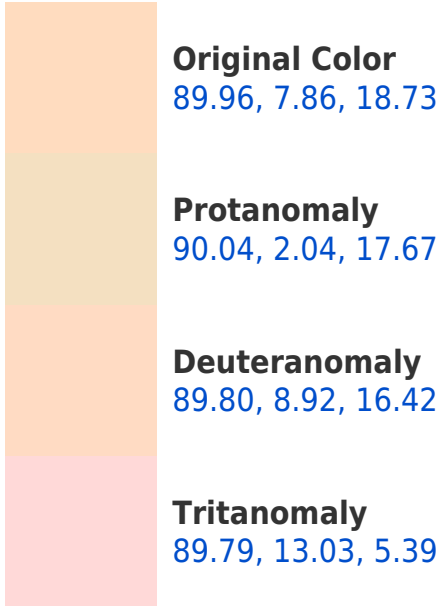 Original Color
89.96, 7.86, 18.73
Protanomaly
90.04, 2.04, 17.67
Deuteranomaly
89.80, 8.92, 16.42
Tritanomaly
89.79, 13.03, 5.39